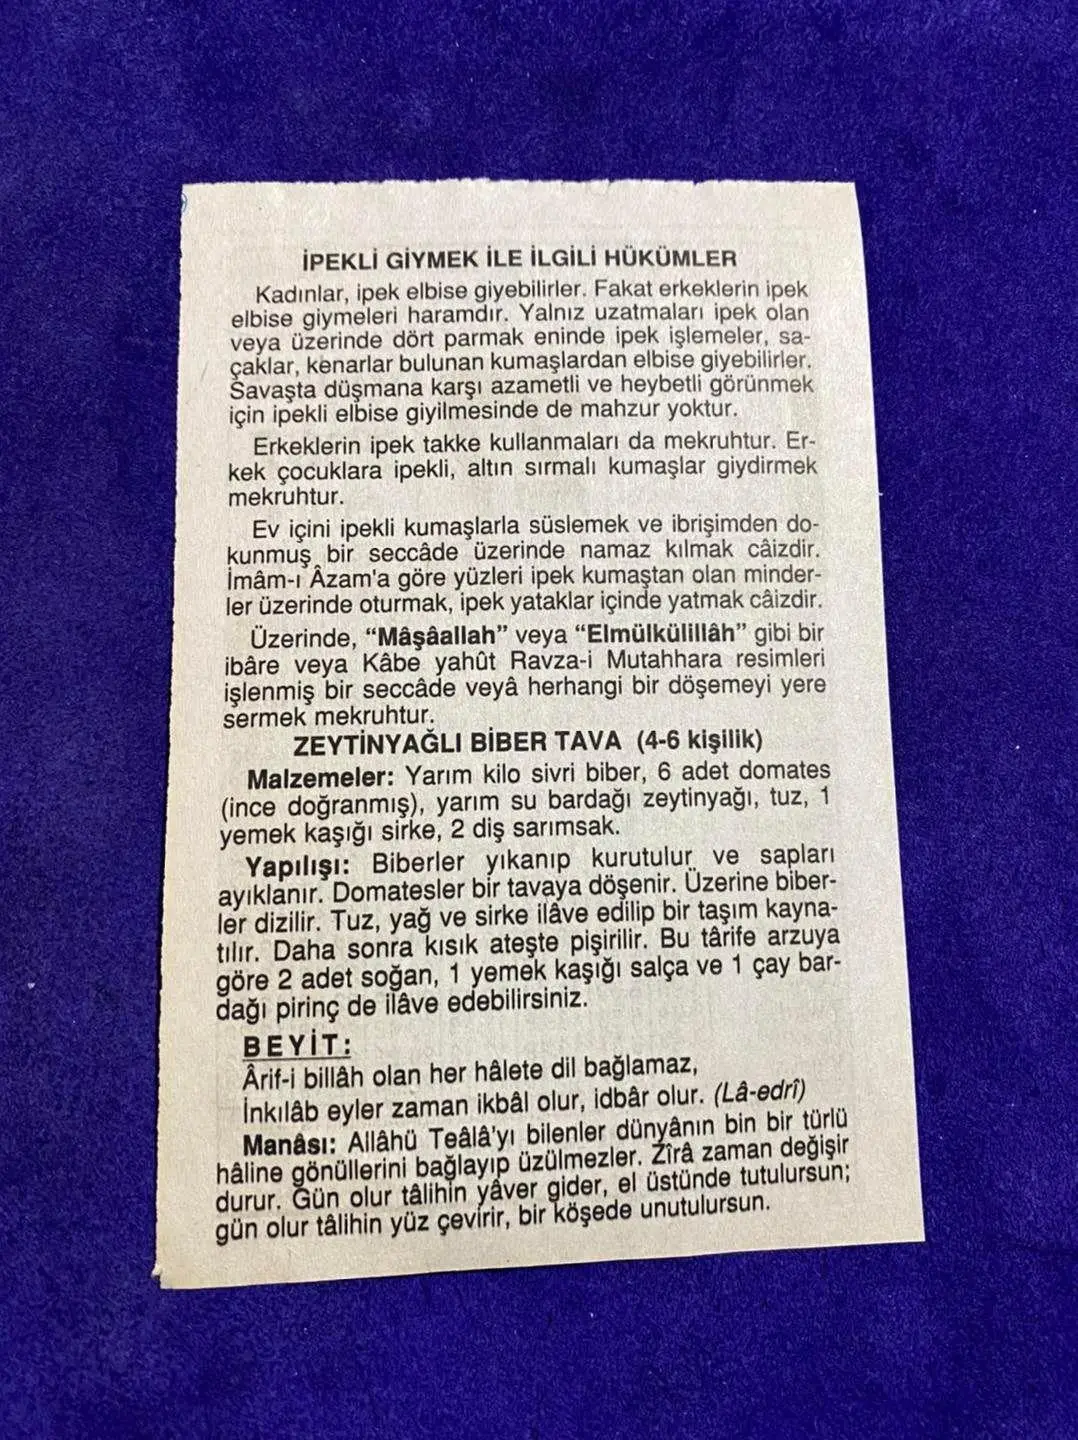 İPEKLİ GİYMEK İLE İLGİLİ HÜKÜMLER
Kadınlar, ipek elbise giyebilirler. Fakat erkeklerin ipek
elbise giymeleri haramdır. Yalnız uzatmaları ipek olan
veya üzerinde dört parmak eninde ipek işlemeler, sa-
çaklar, kenarlar bulunan kumaşlardan elbise giyebilirler.
Savaşta düşmana karşı azametli ve heybetli görünmek
için ipekli elbise giyilmesinde de mahzur yoktur.
Erkeklerin ipek takke kullanmaları da mekruhtur. Er-
kek çocuklara ipekli, altın sırmalı kumaşlar giydirmek
mekruhtur.
Ev içini ipekli kumaşlarla süslemek ve ibrişimden do-
kunmuş bir seccâde üzerinde namaz kılmak câizdir.
İmâm-ı Âzam'a göre yüzleri ipek kumaştan olan minder-
ler üzerinde oturmak, ipek yataklar içinde yatmak câizdir.
Üzerinde, “Mâşâallah” veya “Elmülkülillâh” gibi bir
ibâre veya Kâbe yahût Ravza-i Mutahhara resimleri
işlenmiş bir seccâde veyâ herhangi bir döşemeyi yere
sermek mekruhtur.
ZEYTİNYAĞLI BİBER TAVA (4-6 kişilik)
Malzemeler: Yarım kilo sivri biber, 6 adet domates
(ince doğranmış), yarım su bardağı zeytinyağı, tuz, 1
yemek kaşığı sirke, 2 diş sarımsak.
Yapılışı: Biberler yıkanıp kurutulur ve sapları
ayıklanır. Domatesler bir tavaya döşenir. Üzerine biber-
ler dizilir. Tuz, yağ ve sirke ilâve edilip bir taşım kayna-
tılır. Daha sonra kısık ateşte pişirilir. Bu târife arzuya
göre 2 adet soğan, 1 yemek kaşığı salça ve 1 çay bar-
dağı pirinç de ilâve edebilirsiniz.
BEYİT:
Ârif-i billâh olan her hâlete dil bağlamaz,
İnkılâb eyler zaman ikbâl olur, idbâr olur. (Lâ-edrî)
Manâsı: Allâhü Teâlâ'yı bilenler dünyânın bin bir türlü
hâline gönüllerini bağlayıp üzülmezler. Zîrâ zaman değişir
durur. Gün olur tâlihin yâver gider, el üstünde tutulursun;
gün olur tâlihin yüz çevirir, bir köşede unutulursun.